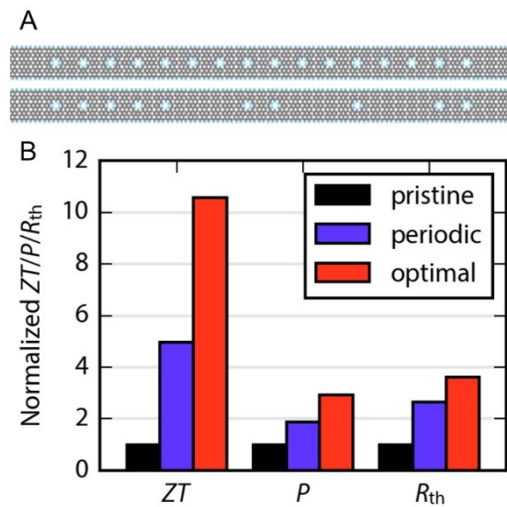 A
B
Normalized ZT/P/Rth
12
10
8
6
4
2
0
pristine
periodic
optimal
ZT
P
Rth